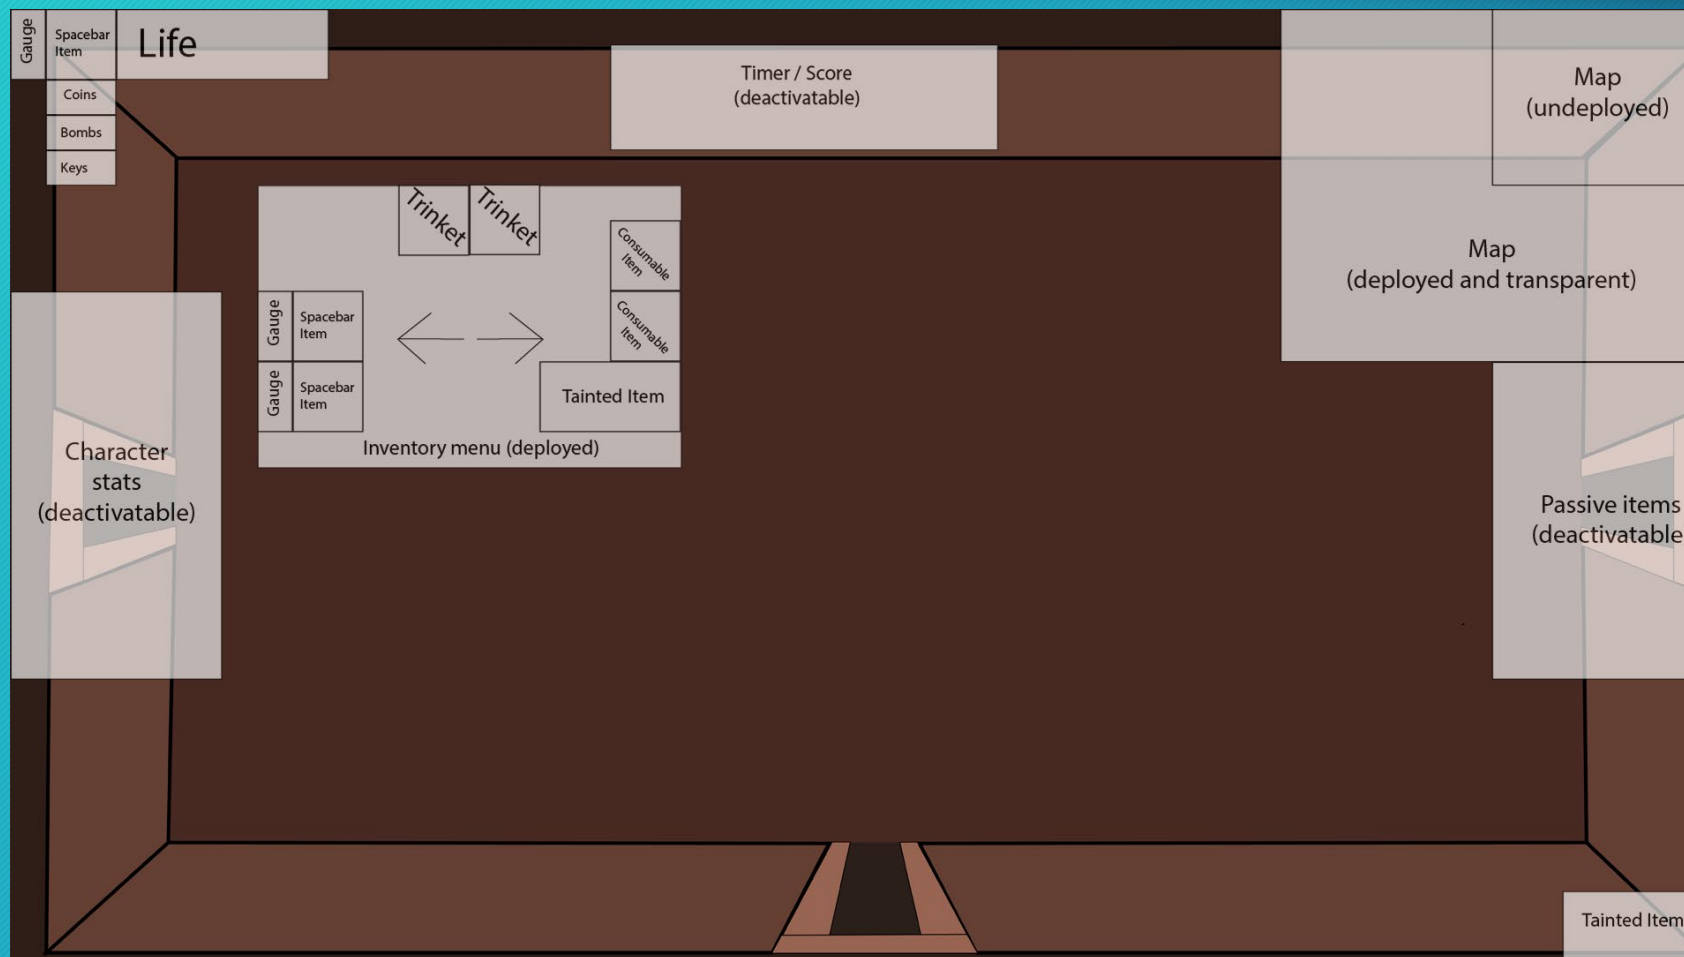 Gauge
Spacebar
Item
Life
Coins
Bombs
Keys
Timer / Score
(deactivatable)
Map
(undeployed)
Map
(deployed and transparent)
Trinket
Trinket
Consumable
Item
Consumable
Item
Gauge
Spacebar
Item
Gauge
Spacebar
Item
Tainted Item
Inventory menu (deployed)
Character
stats
(deactivatable)
Passive items
(deactivatable
Tainted Item